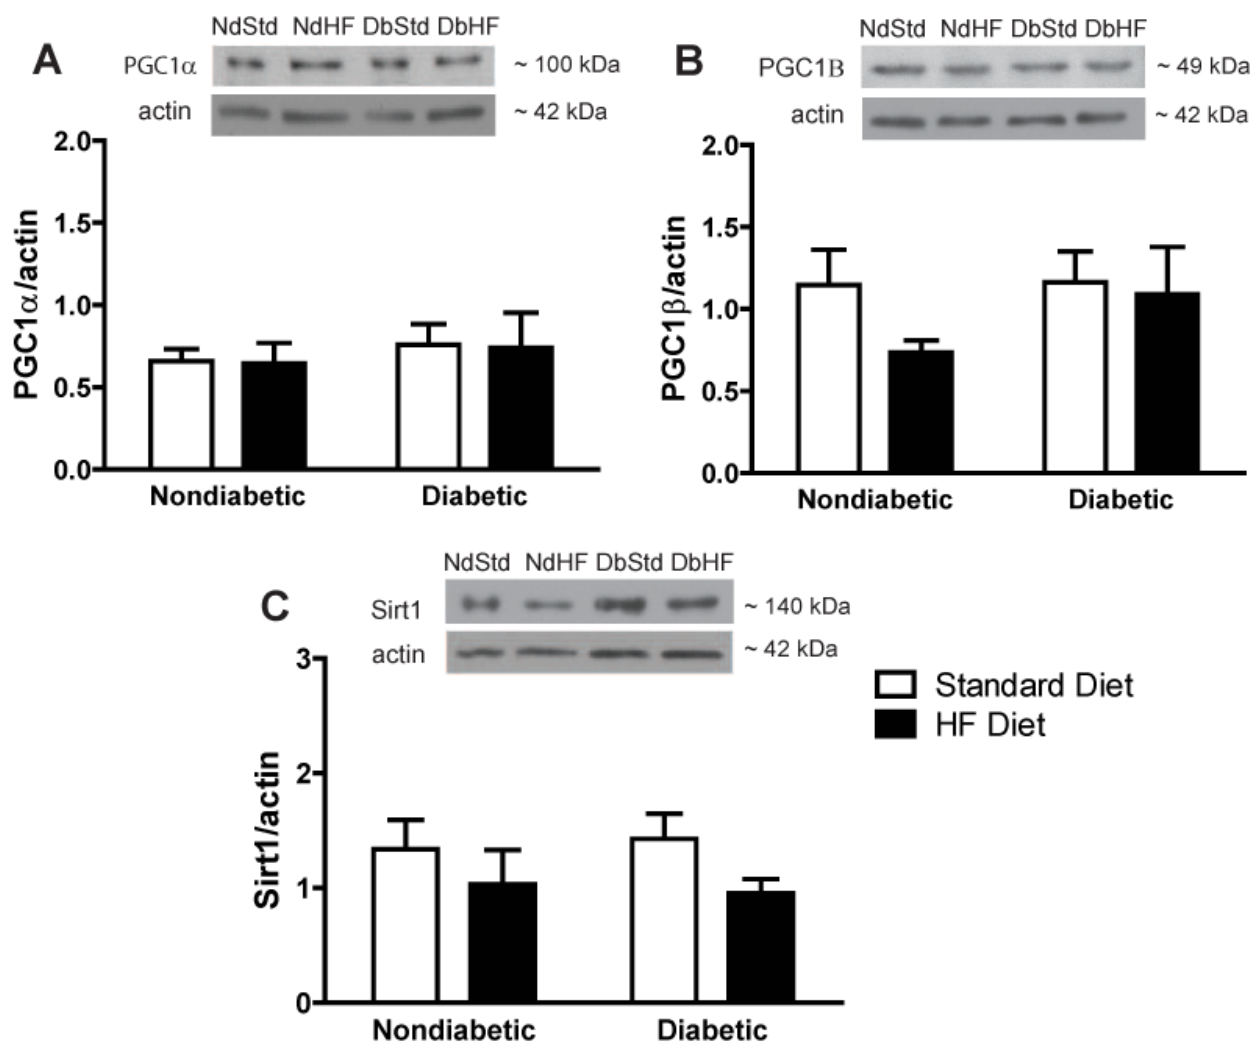 NdStd NdHF DbStd DbHF
A
PGC1α ~ 100 kDa
actin ~ 42 kDa
2.0
1.5
1.0
0.5
0.0
PGC1α/actin
Nondiabetic Diabetic
NdStd NdHF DbStd DbHF
B
PGC1B ~ 49 kDa
actin ~ 42 kDa
2.0
1.5
1.0
0.5
0.0
PGC1β/actin
Nondiabetic Diabetic
NdStd NdHF DbStd DbHF
C
Sirt1 ~ 140 kDa
actin ~ 42 kDa
3
2
1
0
Sirt1/actin
Nondiabetic Diabetic
Standard Diet
HF Diet